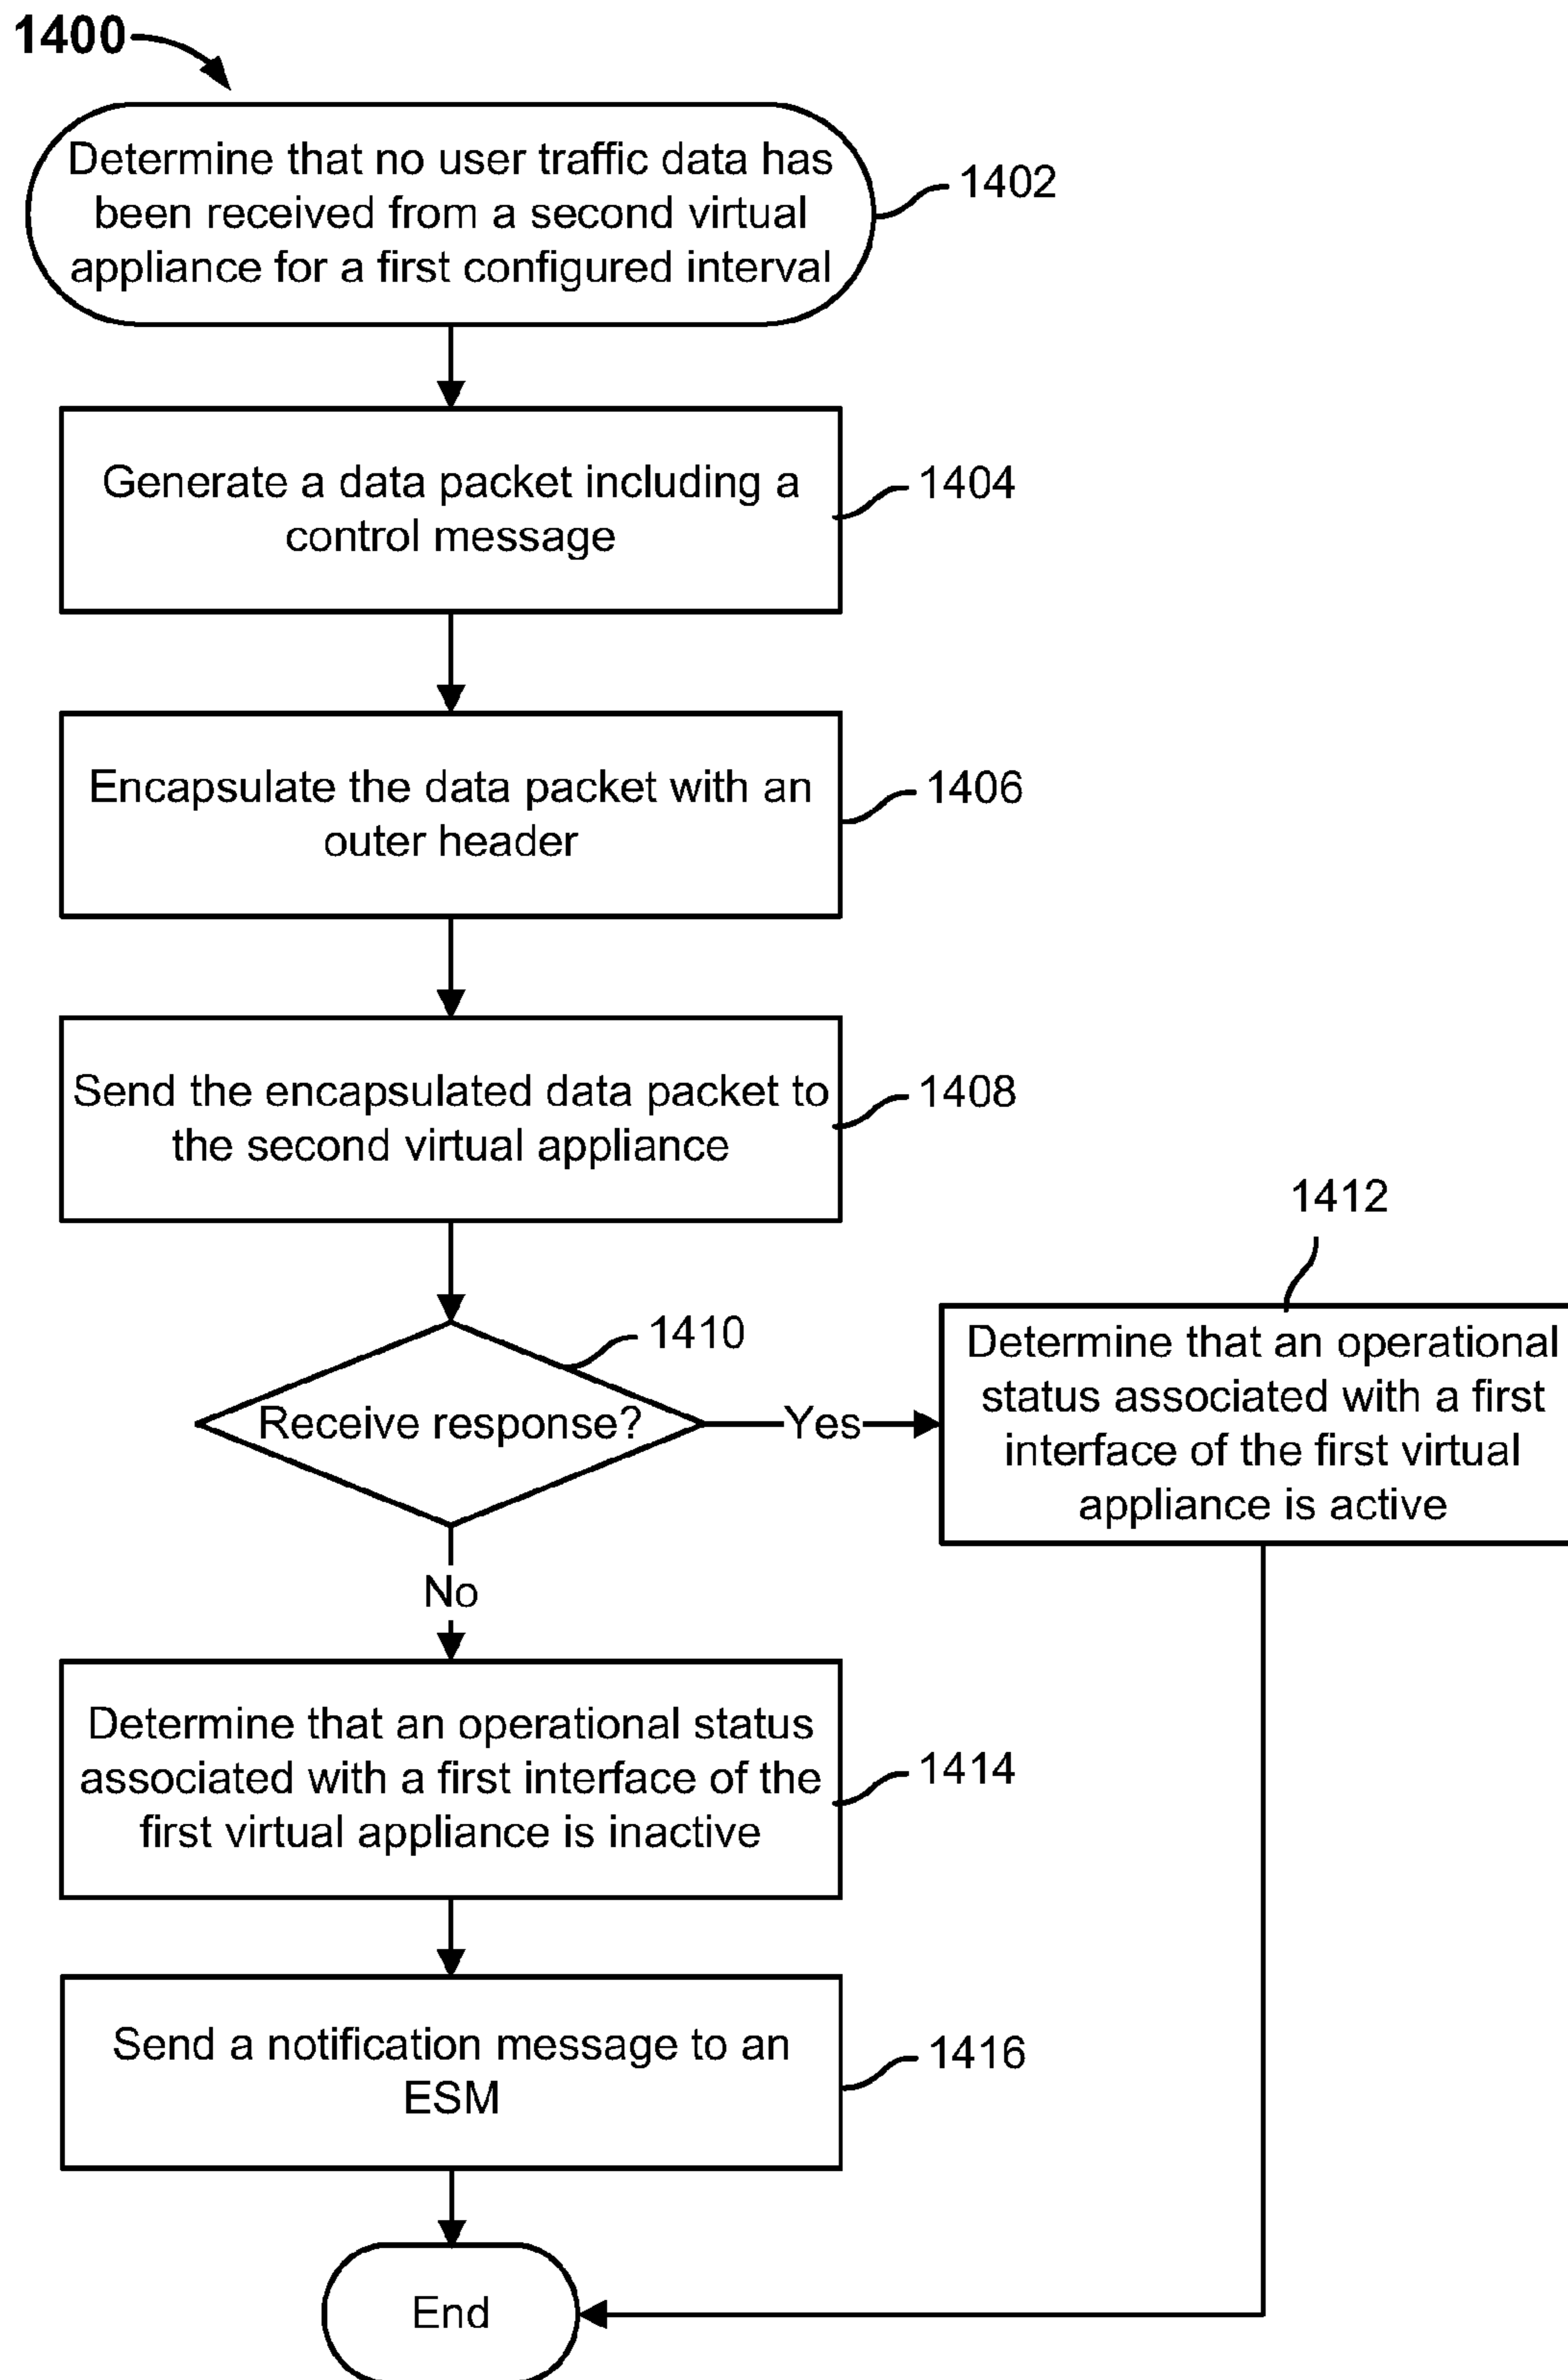 1400
Determine that no user traffic data has
been received from a second virtual
appliance for a first configured interval
1402
Generate a data packet including a
control message
1404
Encapsulate the data packet with an
outer header
1406
Send the encapsulated data packet to
the second virtual appliance
1408
1410
Receive response?
Yes
1412
Determine that an operational
status associated with a first
interface of the first virtual
appliance is active
No
Determine that an operational status
associated with a first interface of the
first virtual appliance is inactive
1414
Send a notification message to an
ESM
1416
End